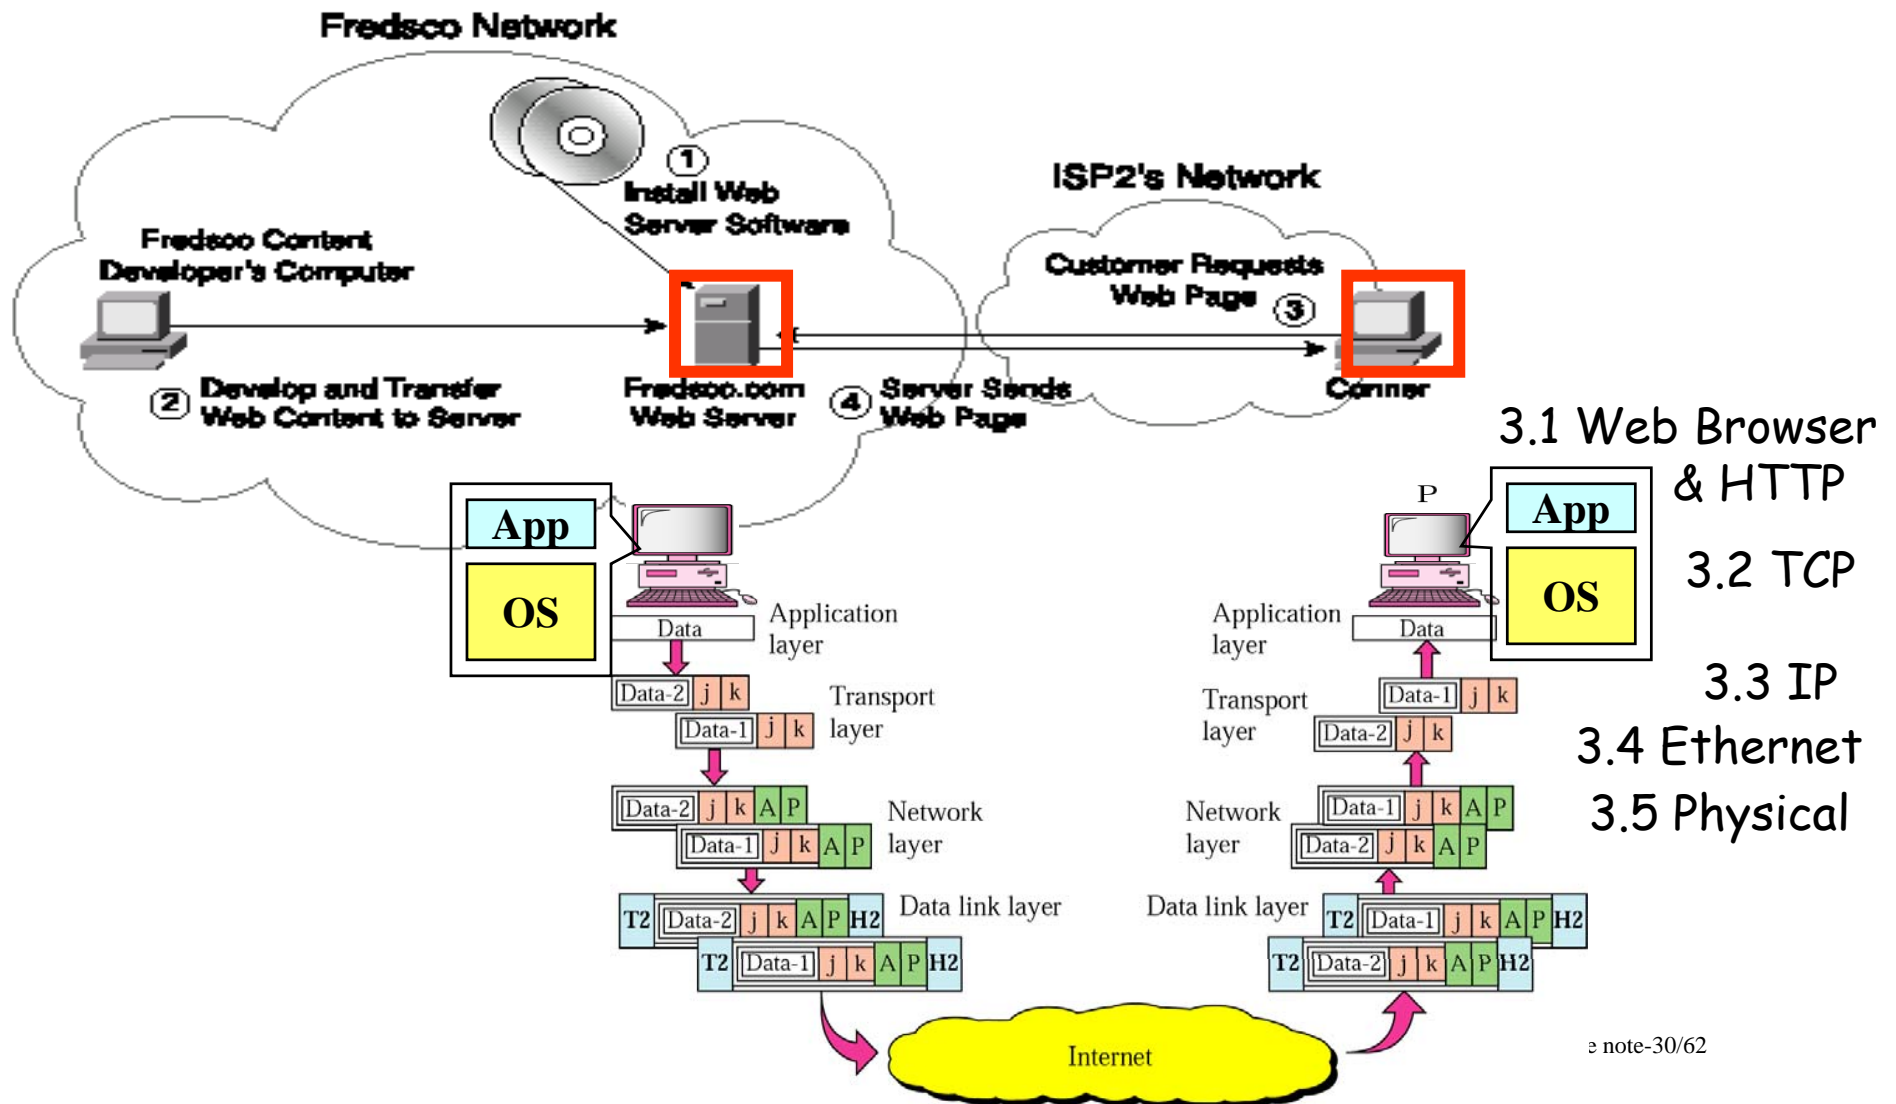 Fredsco Network
1
Install Web
Server Software
ISP2's Network
Fredsco Content
Developer's Computer
Customer Requests
Web Page
3
2
Develop and Transfer
Web Content to Server
Fredsco.com
Web Server
4
Server Sends
Web Page
Conner
3.1 Web Browser
& HTTP
3.2 TCP
3.3 IP
3.4 Ethernet
3.5 Physical
App
OS
P
App
OS
Data
Application
layer
Data-2 j k
Data-1 j k
Transport
layer
Data-2 j k A P
Data-1 j k A P
Network
layer
T2 Data-2 j k A P H2
T2 Data-1 j k A P H2
Data link layer
Application
layer
Data
Transport
layer
Data-1 j k
Data-2 j k
Network
layer
Data-1 j k A P
Data-2 j k A P
Data link layer
T2 Data-1 j k A P H2
T2 Data-2 j k A P H2
Internet
e note-30/62